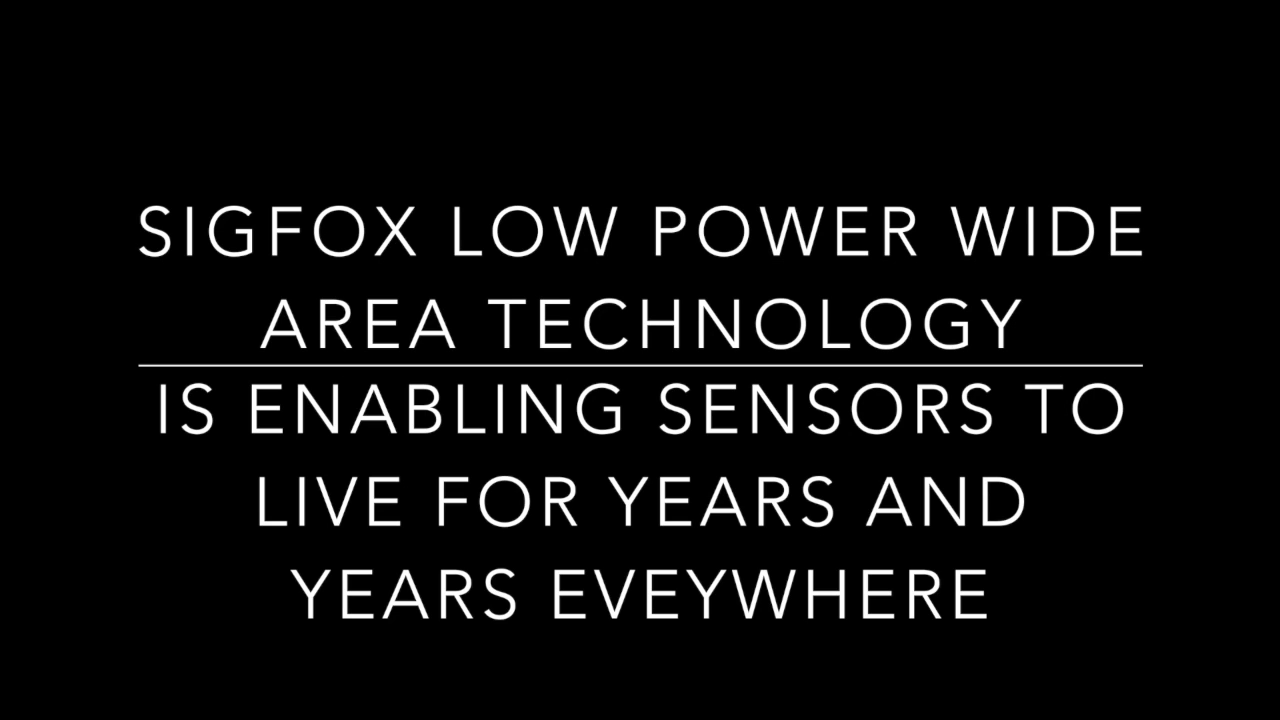 SIGFOX LOW POWER WIDE
AREA TECHNOLOGY
IS ENABLING SENSORS TO
LIVE FOR YEARS AND
YEARS EVEYWHERE